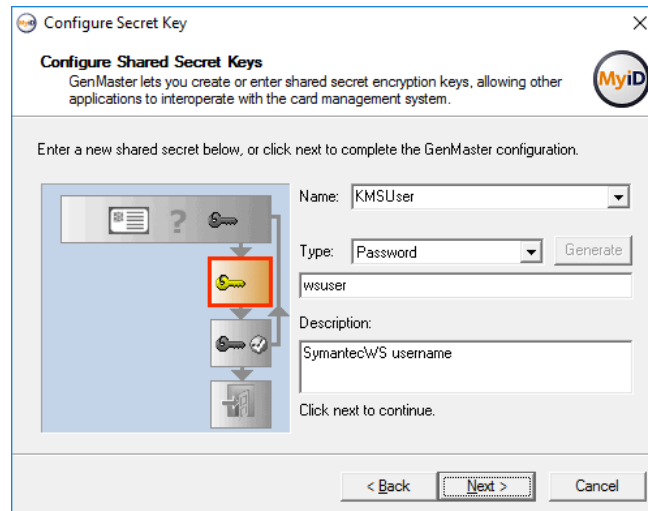 Configure Secret Key
Configure Shared Secret Keys
GenMaster lets you create or enter shared secret encryption keys, allowing other
applications to interoperate with the card management system.
MyiD
Enter a new shared secret below, or click next to complete the GenMaster configuration.
Name: KMSUser
Type: Password Generate
wsuser
Description:
SymantecWS username
Click next to continue.
< Back Next > Cancel